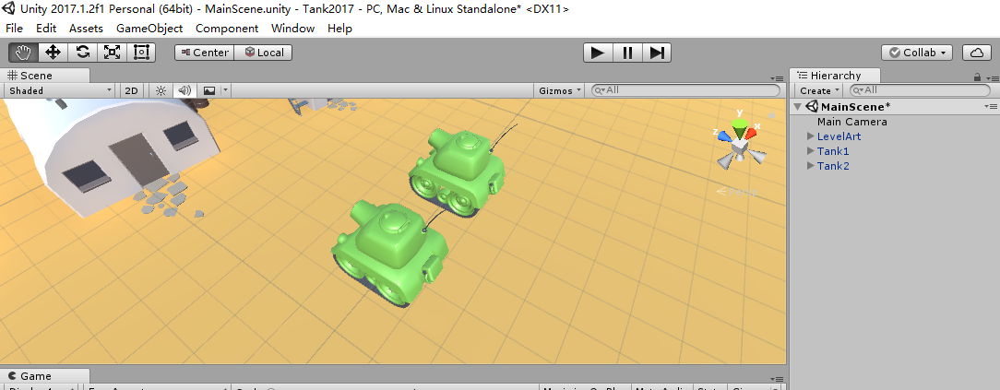 Unity 2017.1.2f1 Personal (64bit) - MainScene.unity - Tank2017 - PC, Mac & Linux Standalone* <DX11>
File Edit Assets GameObject Component Window Help
Center Local Collab
Scene Hierarchy
Shaded 2D Gizmos All Create All
MainScene*
y
x
z
Main Camera
LevelArt
Tank1
Tank2
Persp
Game